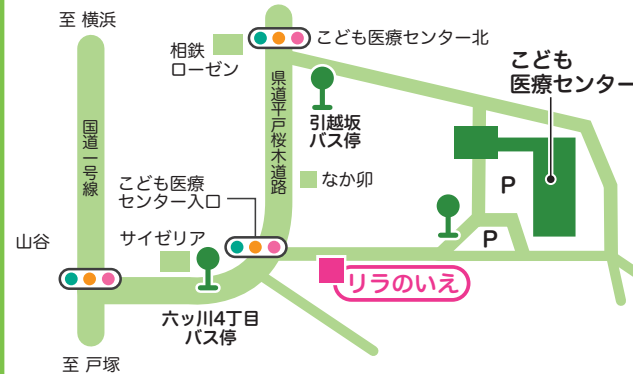 至 横浜
相鉄
ローゼン
こども医療センター北
こども
医療センター
国道一号線
県道平戸桜木道路
引越坂
バス停
なか卯
こども医療
センター入口
P
山谷
サイゼリア
P
リラのいえ
六ッ川4丁目
バス停
至 戸塚